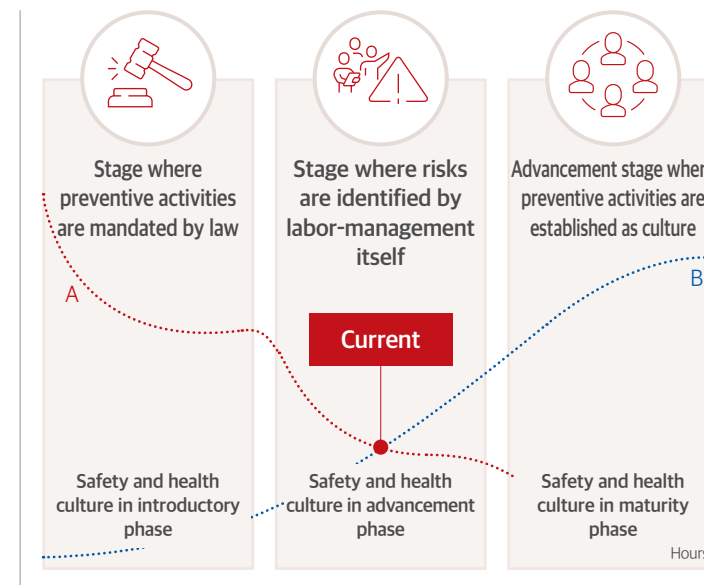 Stage where
preventive activities
are mandated by law
Stage where risks
are identified by
labor-management
itself
Advancement stage wher
preventive activities are
established as culture
A
B
Current
Safety and health
culture in introductory
phase
Safety and health
culture in advancement
phase
Safety and health
culture in maturity
phase
Hours